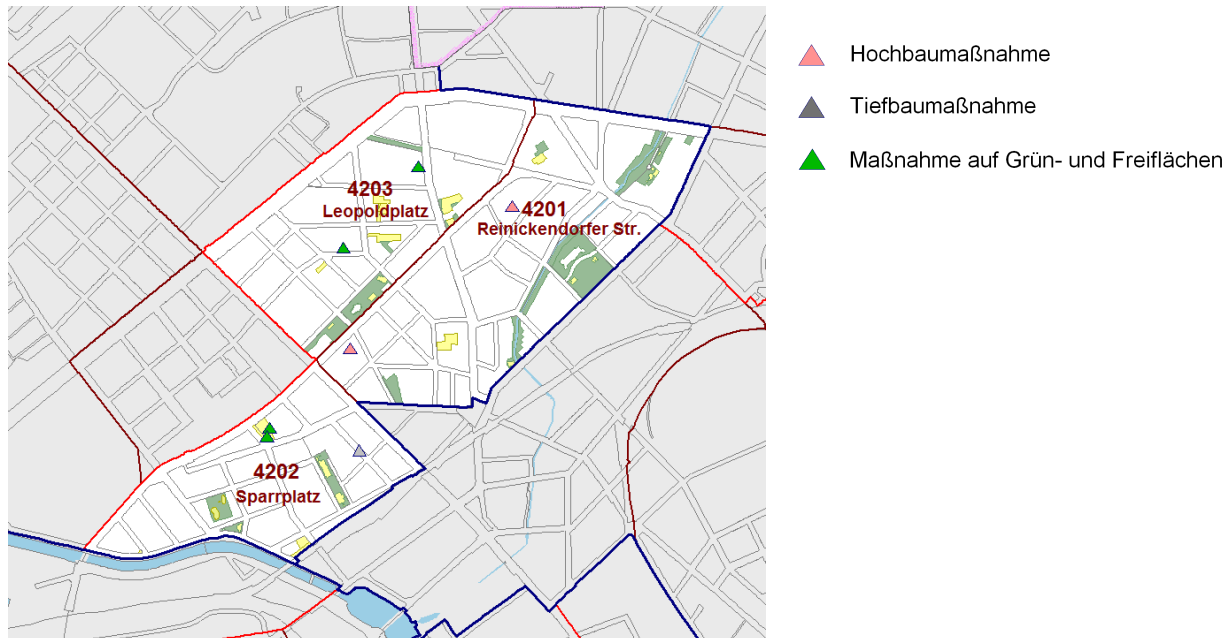 Hochbaumaßnahme
Tiefbaumaßnahme
Maßnahme auf Grün- und Freiflächen
4203
Leopoldplatz
4201
Reinickendorfer Str.
4202
Sparrplatz